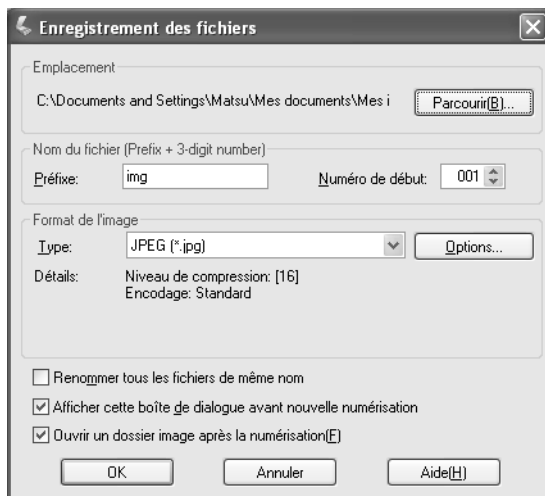 Enregistrement des fichiers
Emplacement
C:\Documents and Settings\Matsu\Mes documents\Mes i
Parcourir(B)...
Nom du fichier (Prefix + 3-digit number)
Préfixe: img Numéro de début: 001
Format de l'image
Type: JPEG (*.jpg) Options...
Détails: Niveau de compression: [16]
Encodage: Standard
Renommer tous les fichiers de même nom
Afficher cette boîte de dialogue avant nouvelle numérisation
Ouvrir un dossier image après la numérisation(F)
OK Annuler Aide(H)